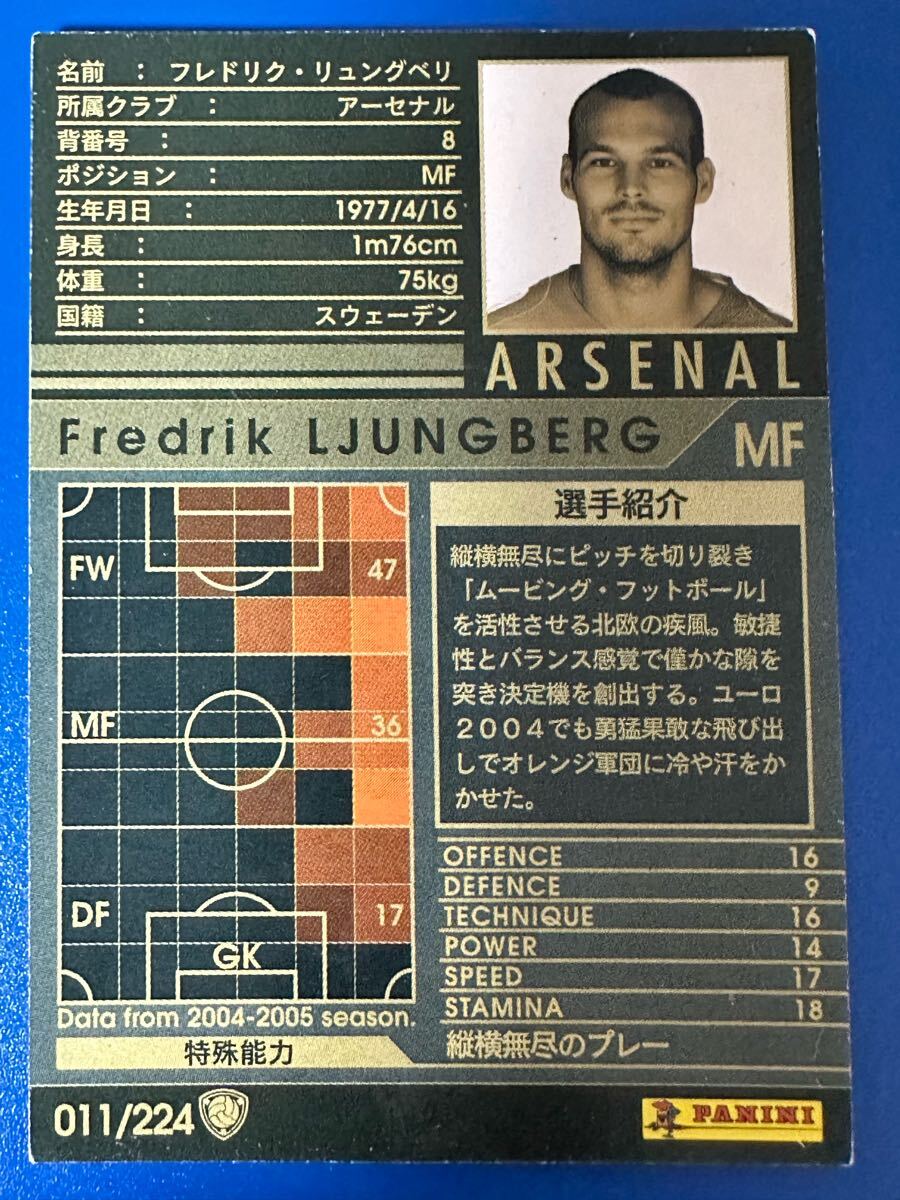 名前 : フレドリク・リュングベリ
所属クラブ : アーセナル
背番号 : 8
ポジション : MF
生年月日 : 1977/4/16
身長 : 1m76cm
体重 : 75kg
国籍 : スウェーデン
ARSENAL
Fredrik LJUNGBERG MF
FW 47
MF 36
DF 17
GK
Data from 2004-2005 season.
選手紹介
縦横無尽にピッチを切り裂き
「ムービング・フットボール」
を活性させる北欧の疾風。敏捷
性とバランス感覚で僅かな隙を
突き決定機を創出する。ユーロ
２００４でも勇猛果敢な飛び出
しでオレンジ軍団に冷や汗をか
かせた。
OFFENCE 16
DEFENCE 9
TECHNIQUE 16
POWER 14
SPEED 17
STAMINA 18
特殊能力 縦横無尽のプレー
011/224 PANINI